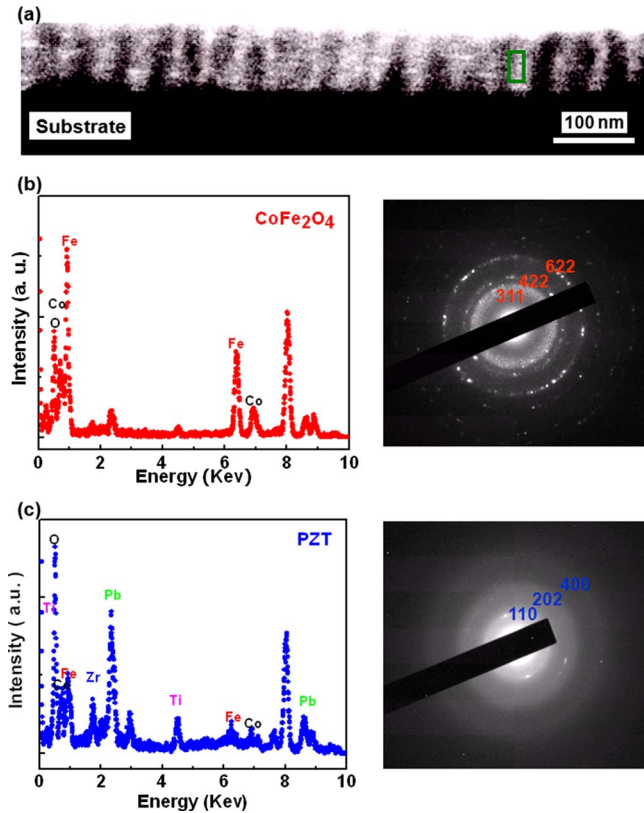 (a)
Substrate
100 nm
(b)
CoFe₂O₄
Fe
Co
O
Fe
Co
Intensity (a. u.)
0 2 4 6 8 10
Energy (Kev)
622
422
311
(c)
PZT
O
Ti
Pb
Fe
Zr
Ti
Fe
Co
Pb
Intensity ( a.u.)
0 2 4 6 8 10
Energy (Kev)
400
202
110